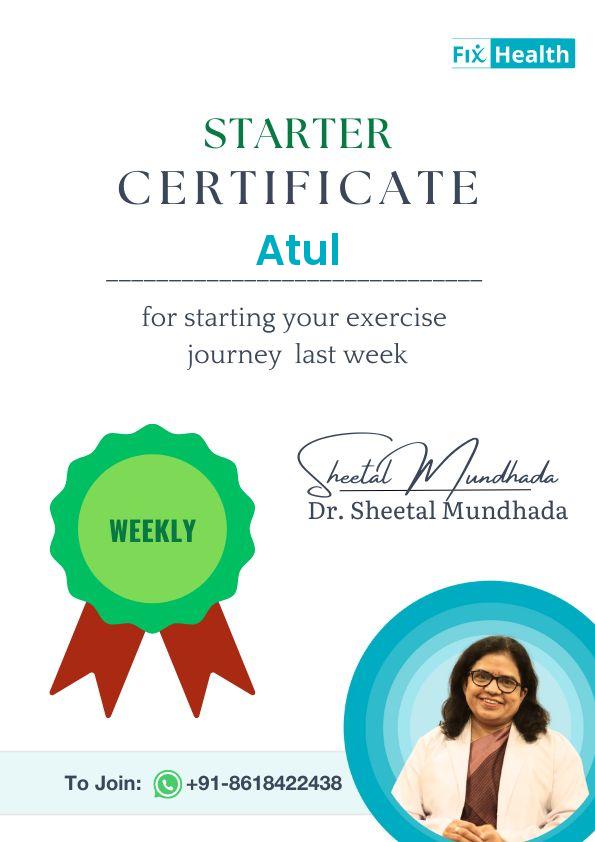 Fix Health
STARTER
CERTIFICATE
Atul
for starting your exercise
journey last week
WEEKLY
Sheetal Mundhada
Dr. Sheetal Mundhada
To Join: +91-8618422438